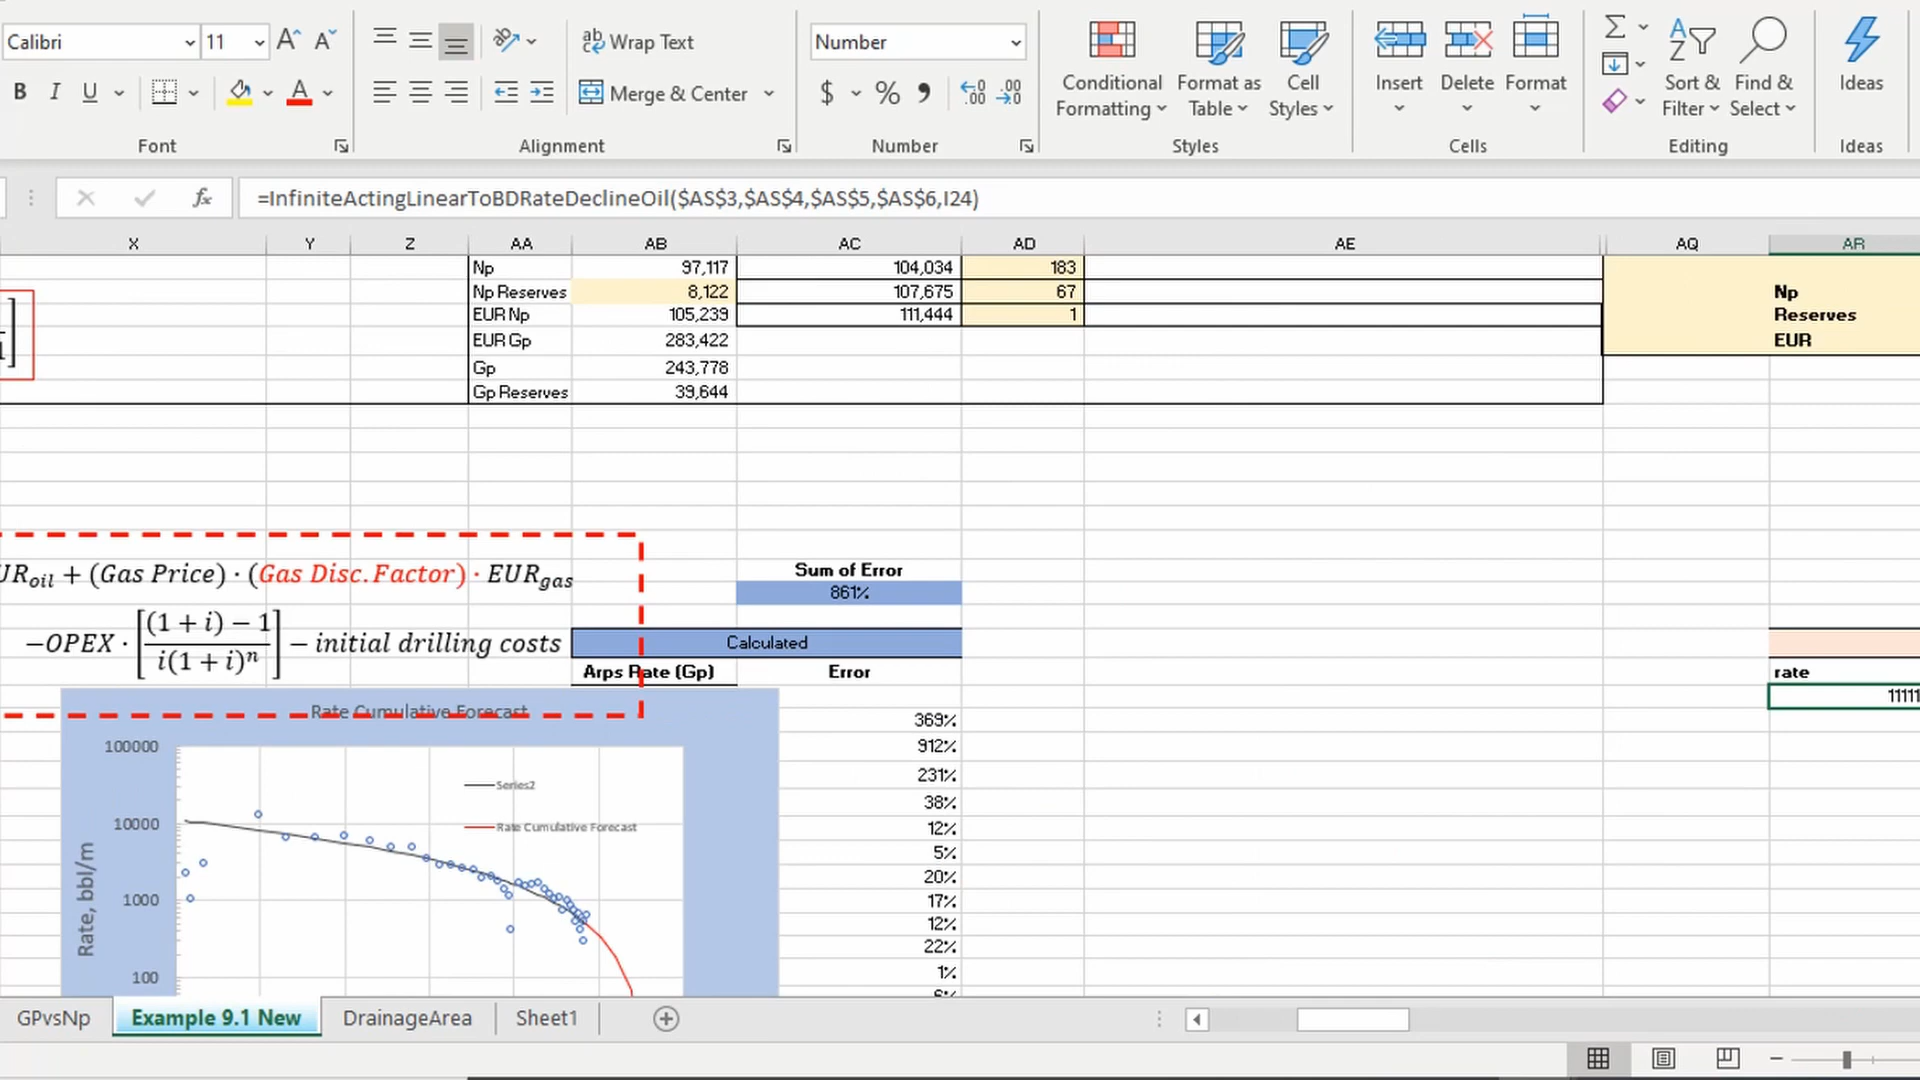 Calibri 11 A A ab Wrap Text Number
B I U A Merge & Center $ % 9 .00 .00
Conditional Formatting
Format as Table
Cell Styles
Insert Delete Format
Sort & Filter
Find & Select
Ideas
Font Alignment Number Styles Cells Editing Ideas
fx =InfiniteActingLinearToBDRateDeclineOil($AS$3,$AS$4,$AS$5,$AS$6,I24)
X Y Z AA AB AC AD AE AQ AR
Np 97,117 104,034 183
Np Reserves 8,122 107,675 67 Np
EUR Np 105,239 111,444 1 Reserves
EUR Gp 283,422 EUR
Gp 243,778
Gp Reserves 39,644
URoil + (Gas Price) · (Gas Disc. Factor) · EURgas
Sum of Error
861%
−OPEX · [(1 + i) − 1 / i(1 + i)^n] − initial drilling costs
Calculated
Arps Rate (Gp) Error rate
11111
Rate Cumulative Forecast
369%
100000 912%
Series2 231%
38%
10000 Rate Cumulative Forecast 12%
5%
20%
Rate, bbl/m
1000 17%
12%
22%
100 1%
GPvsNp Example 9.1 New DrainageArea Sheet1